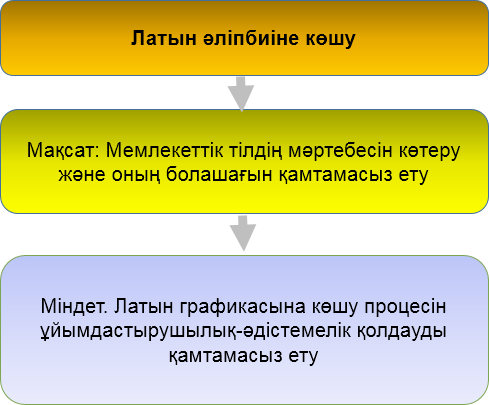 Латын әліпбиіне көшу
Мақсат: Мемлекеттік тілдің мәртебесін көтеру
және оның болашағын қамтамасыз ету
Міндет. Латын графикасына көшу процесін
ұйымдастырушылық-әдістемелік қолдауды
қамтамасыз ету